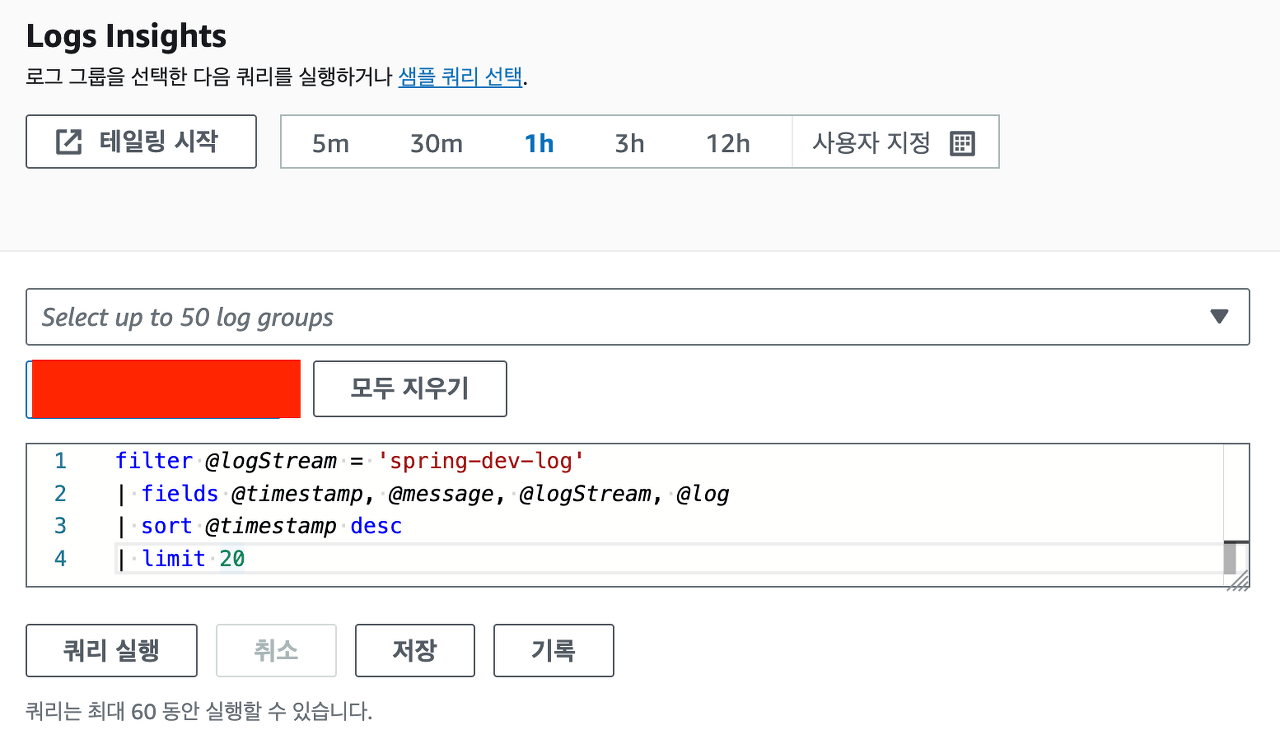 Logs Insights
로그 그룹을 선택한 다음 쿼리를 실행하거나 샘플 쿼리 선택.
테일링 시작 5m 30m 1h 3h 12h 사용자 지정
Select up to 50 log groups
모두 지우기
1 filter @logStream = 'spring-dev-log'
2 | fields @timestamp, @message, @logStream, @log
3 | sort @timestamp desc
4 | limit 20
쿼리 실행 취소 저장 기록
쿼리는 최대 60 동안 실행할 수 있습니다.